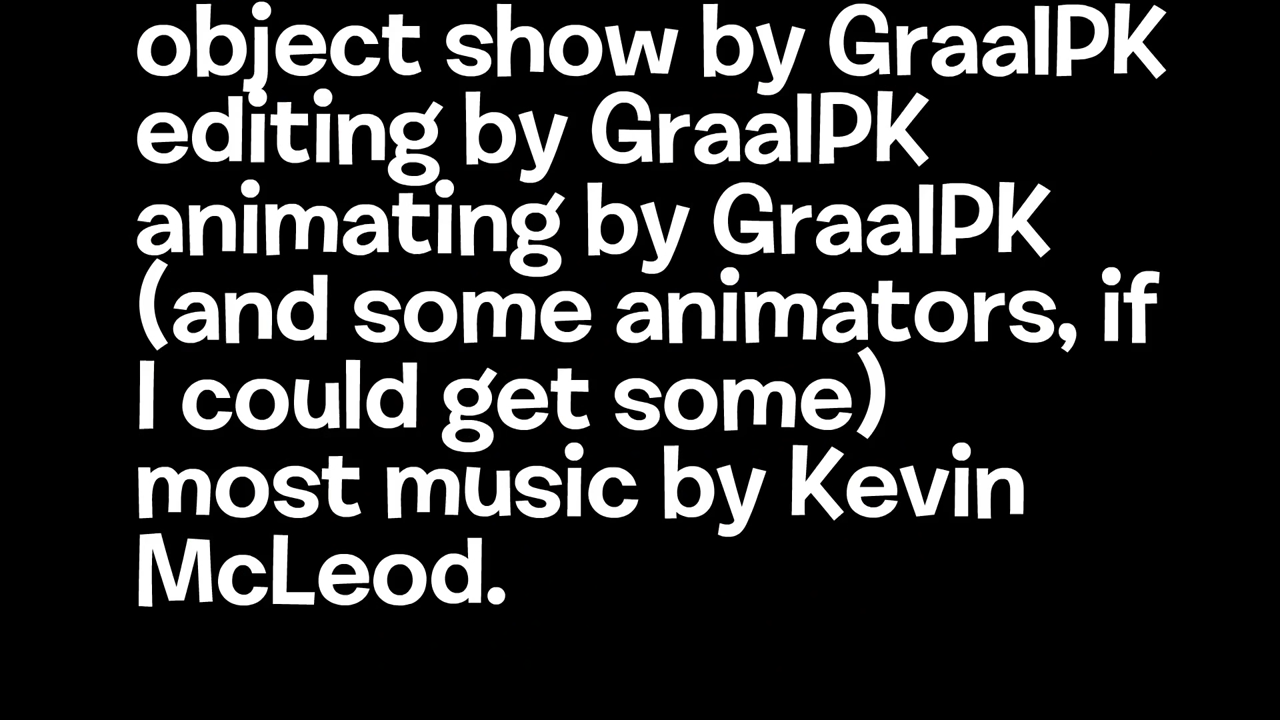 object show by GraalPK
editing by GraalPK
animating by GraalPK
(and some animators, if
I could get some)
most music by Kevin
McLeod.